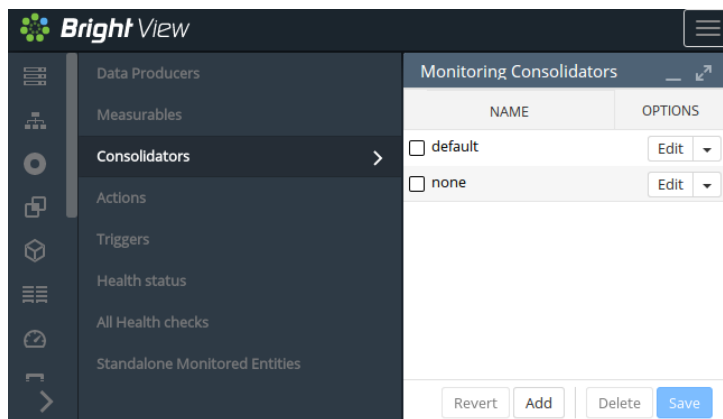 Bright View
Data Producers
Measurables
Consolidators
Actions
Triggers
Health status
All Health checks
Standalone Monitored Entities
Monitoring Consolidators
NAME OPTIONS
default Edit
none Edit
Revert Add Delete Save